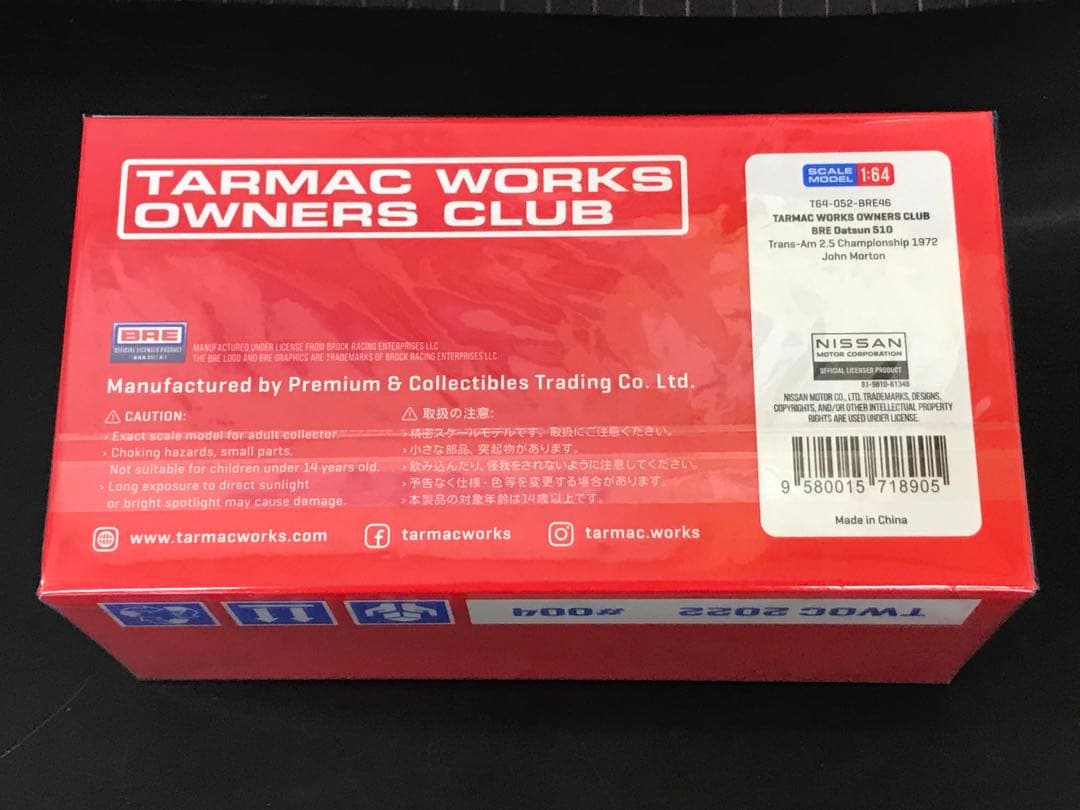 TARMAC WORKS
OWNERS CLUB
SCALE MODEL 1:64
T64-052-BRE46
TARMAC WORKS OWNERS CLUB
BRE Datsun 510
Trans-Am 2.5 Championship 1972
John Morton
NISSAN
MOTOR CORPORATION
OFFICIAL LICENSED PRODUCT
81-981D-61348
NISSAN MOTOR CO., LTD. TRADEMARKS, DESIGNS,
COPYRIGHTS, AND/OR OTHER INTELLECTUAL PROPERTY
RIGHTS ARE USED UNDER LICENSE.
9 580015 718905
Made in China
BRE
OFFICIAL LICENSED PRODUCT
MANUFACTURED UNDER LICENSE FROM BROCK RACING ENTERPRISES LLC
THE BRE LOGO AND BRE GRAPHICS ARE TRADEMARKS OF BROCK RACING ENTERPRISES LLC
Manufactured by Premium & Collectibles Trading Co. Ltd.
CAUTION:
› Exact scale model for adult collector.
› Choking hazards, small parts.
Not suitable for children under 14 years old.
› Long exposure to direct sunlight
or bright spotlight may cause damage.
取扱の注意:
› 精密スケールモデルです。取扱にご注意ください。
› 小さな部品、突起物があります。
› 飲み込んだり、怪我をされないように注意してください。
› 予告なく仕様・色等を変更する場合があります。
› 本製品の対象年齢は14歳以上です。
www.tarmacworks.com
tarmacworks
tarmac.works
TWOC 2022 #004